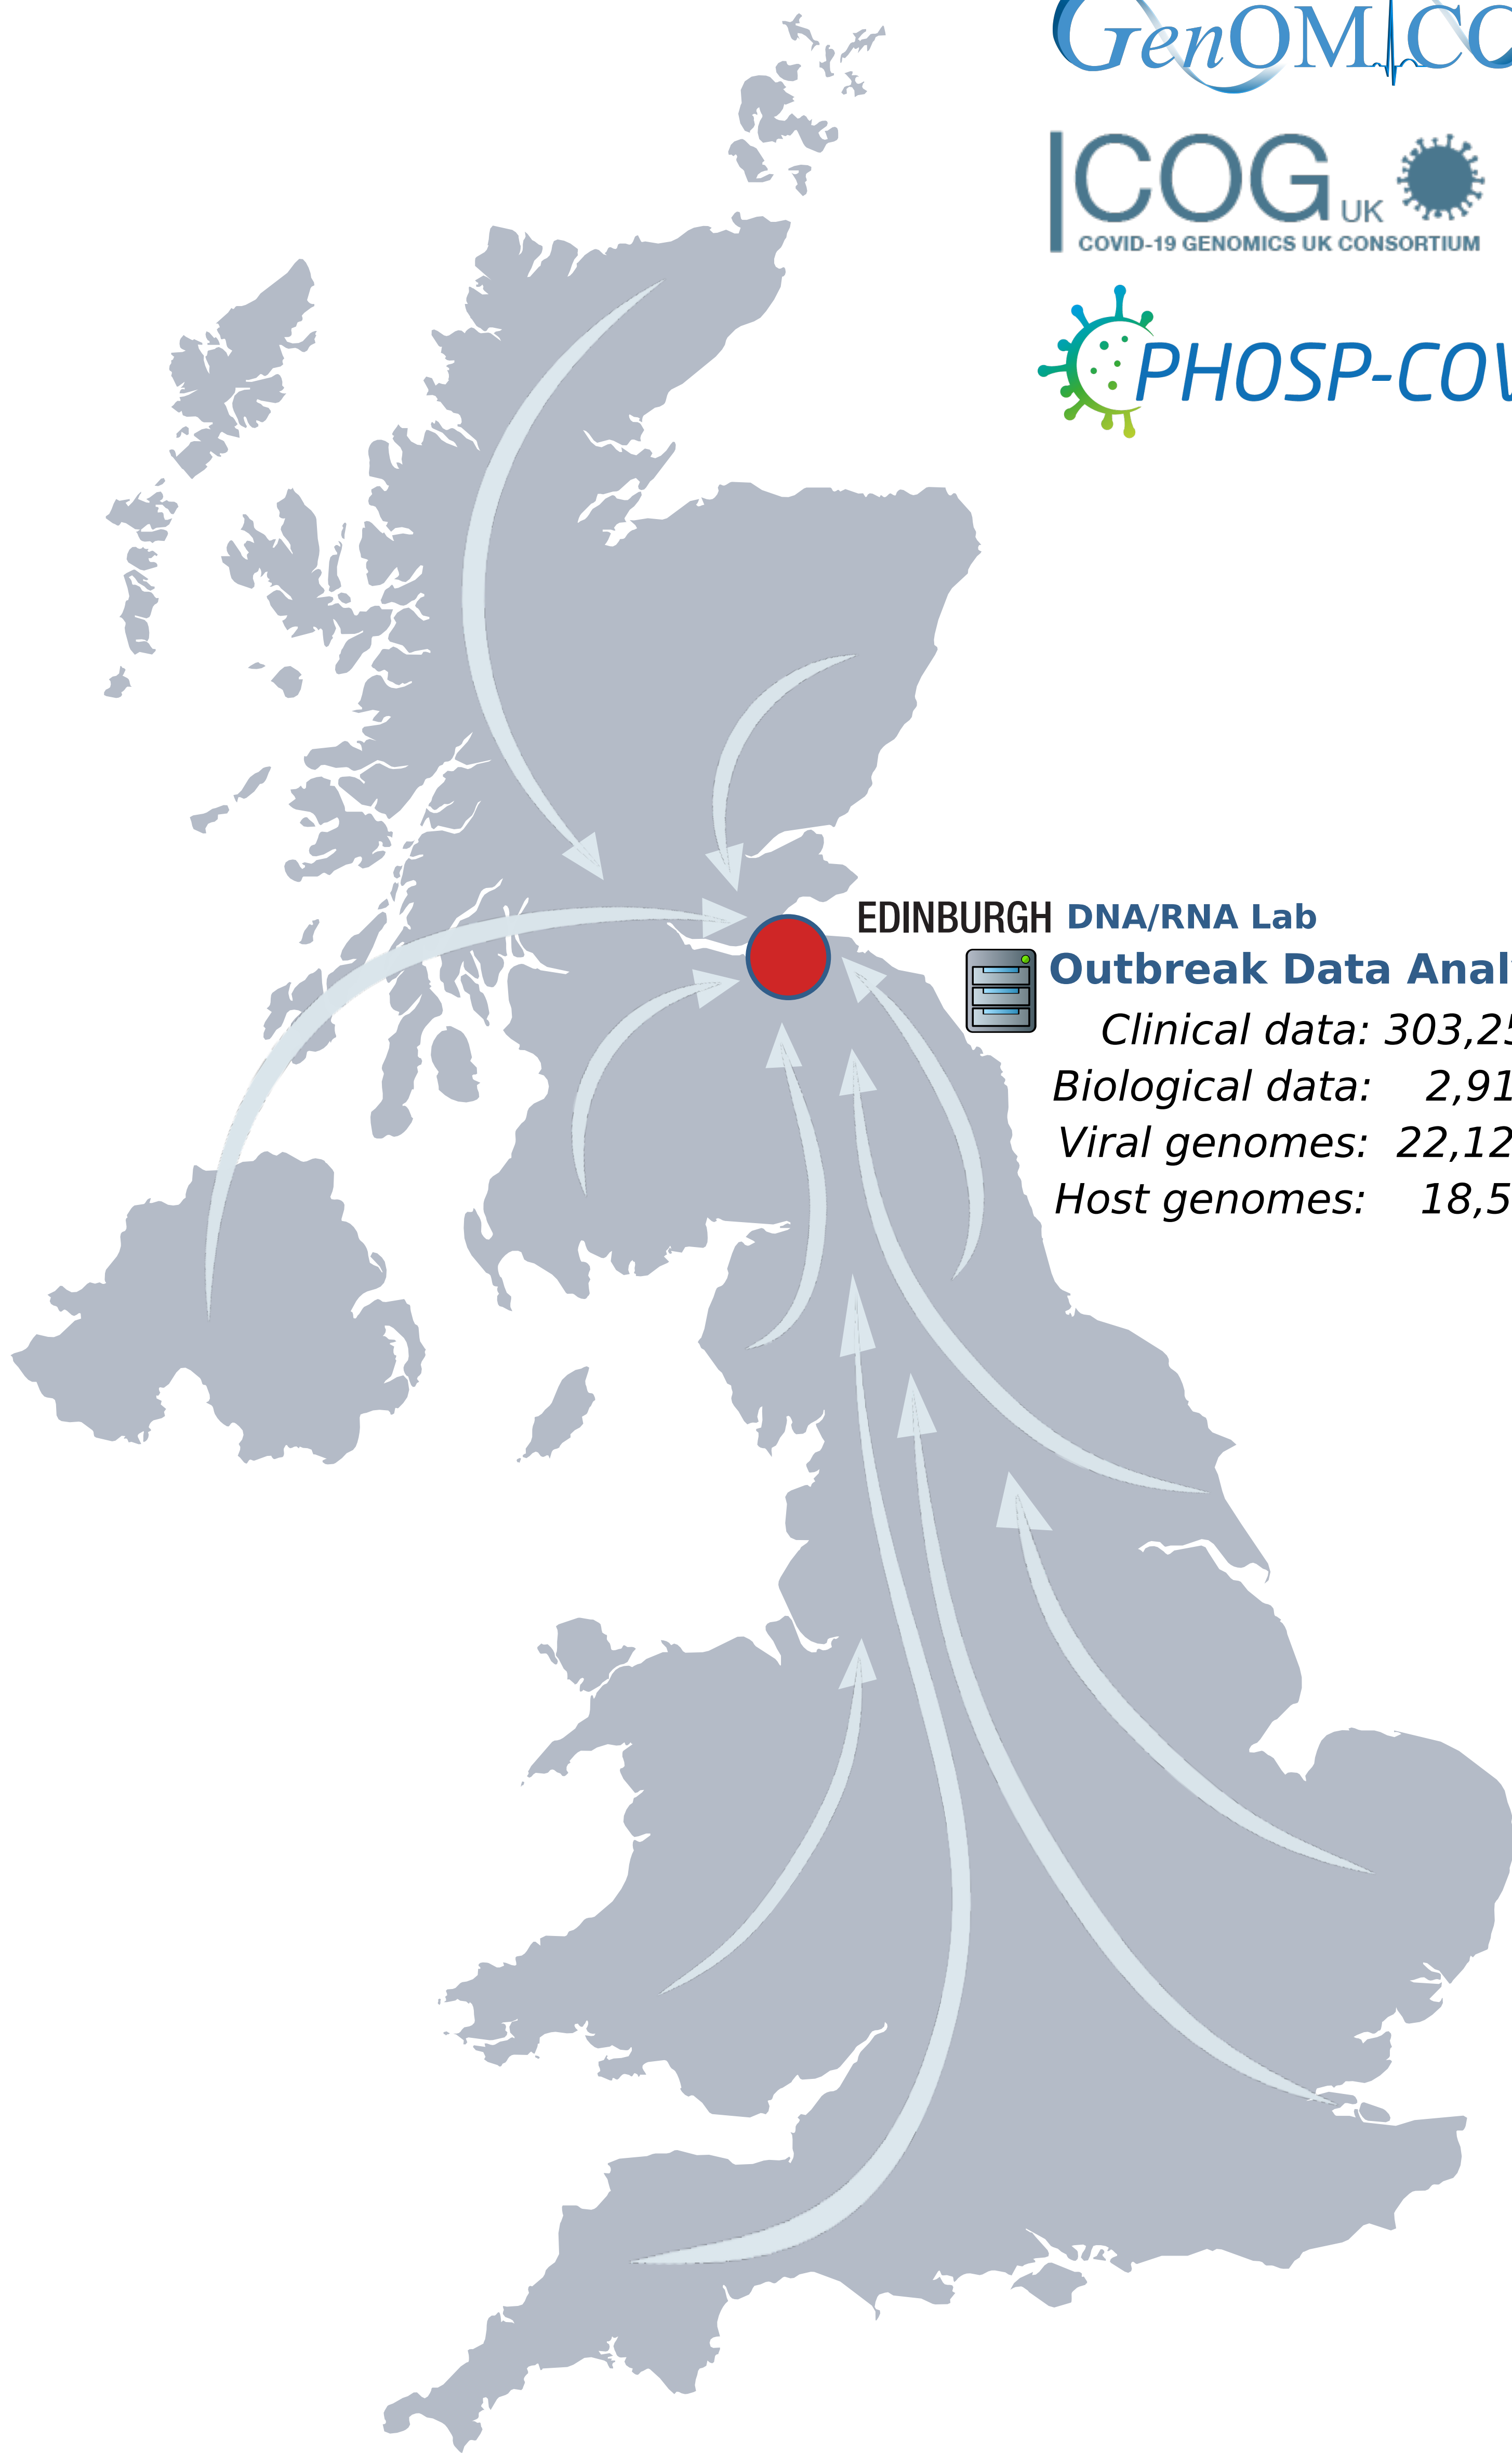 GenOMICC
COG UK
COVID-19 GENOMICS UK CONSORTIUM
PHOSP-COV
EDINBURGH DNA/RNA Lab
Outbreak Data Anal
Clinical data: 303,25
Biological data: 2,91
Viral genomes: 22,12
Host genomes: 18,5